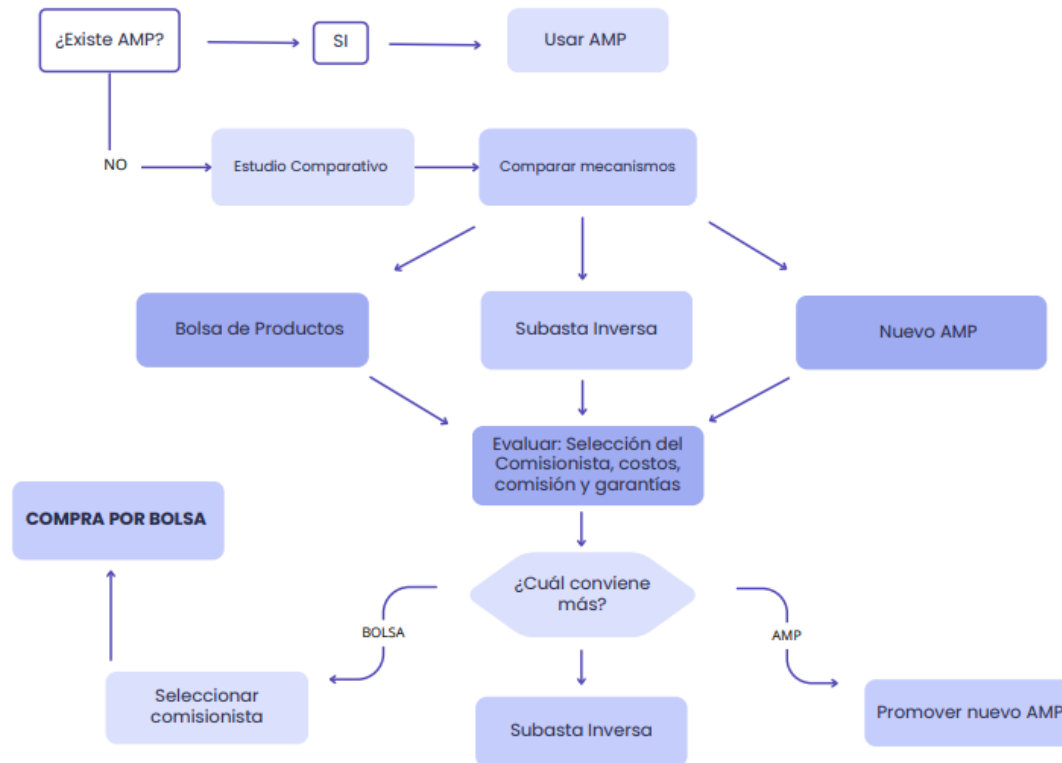 ¿Existe AMP?
SI
Usar AMP
NO
Estudio Comparativo
Comparar mecanismos
Bolsa de Productos
Subasta Inversa
Nuevo AMP
Evaluar: Selección del
Comisionista, costos,
comisión y garantías
COMPRA POR BOLSA
¿Cuál conviene
más?
BOLSA
AMP
Seleccionar
comisionista
Subasta Inversa
Promover nuevo AMP